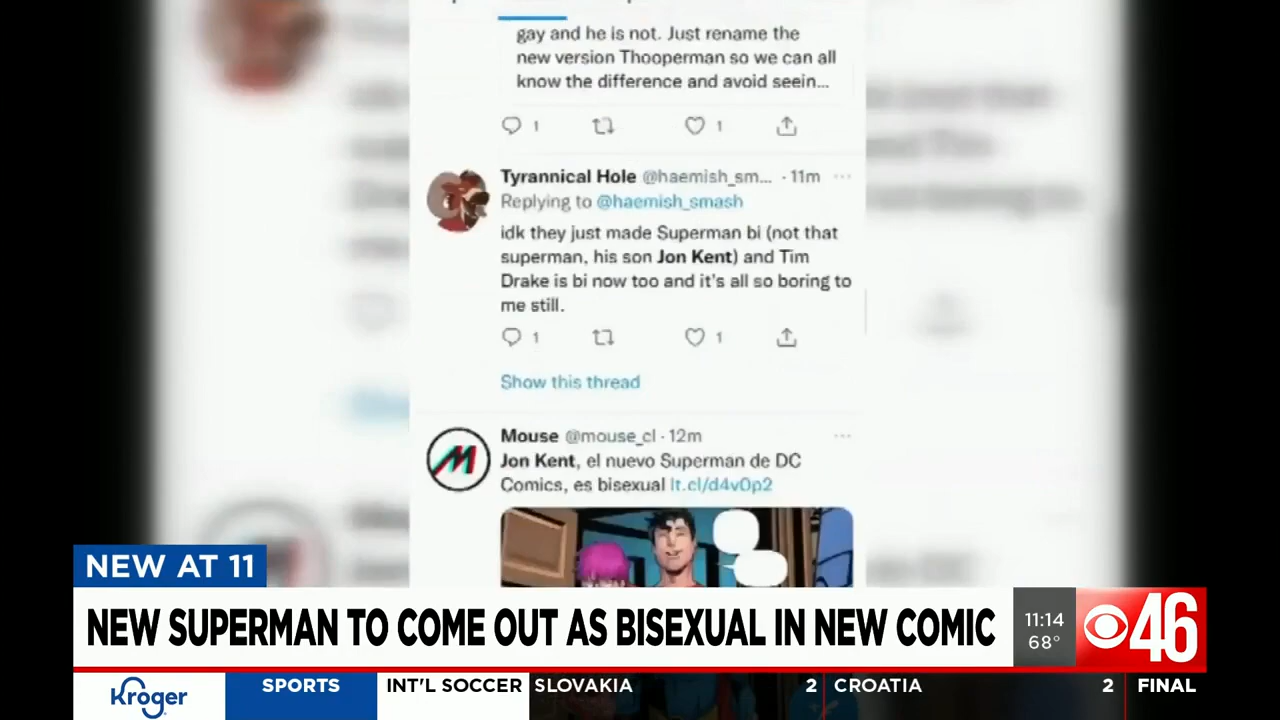 gay and he is not. Just rename the
new version Thooperman so we can all
know the difference and avoid seein...
1 1
Tyrannical Hole @haemish_sm... · 11m
Replying to @haemish_smash
idk they just made Superman bi (not that
superman, his son Jon Kent) and Tim
Drake is bi now too and it's all so boring to
me still.
1 1
Show this thread
Mouse @mouse_cl · 12m
Jon Kent, el nuevo Superman de DC
Comics, es bisexual lt.cl/d4v0p2
NEW AT 11
NEW SUPERMAN TO COME OUT AS BISEXUAL IN NEW COMIC
11:14
68°
46
Kroger SPORTS INT'L SOCCER SLOVAKIA 2 CROATIA 2 FINAL